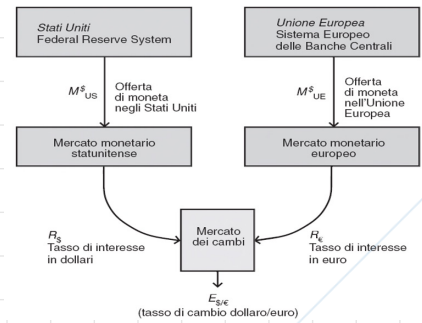 Stati Uniti
Federal Reserve System
Unione Europea
Sistema Europeo
delle Banche Centrali
M$US
Offerta
di moneta
negli Stati Uniti
M$UE
Offerta
di moneta
nell'Unione
Europea
Mercato monetario
statunitense
Mercato monetario
europeo
R$
Tasso di interesse
in dollari
Mercato
dei cambi
R€
Tasso di interesse
in euro
E$/€
(tasso di cambio dollaro/euro)